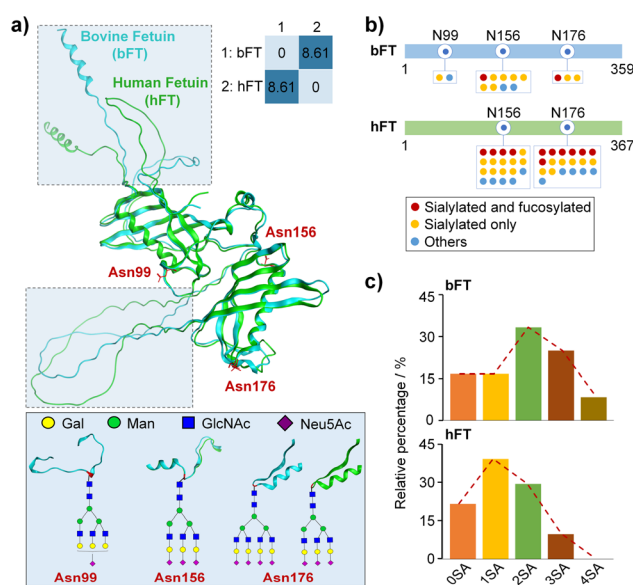 a)
Bovine Fetuin
(bFT)
Human Fetuin
(hFT)
1 2
1: bFT 0 8.61
2: hFT 8.61 0
Asn156
Asn99
Asn176
Gal Man GlcNAc Neu5Ac
Asn99 Asn156 Asn176
b)
N99 N156 N176
bFT
1 359
N156 N176
hFT
1 367
Sialylated and fucosylated
Sialylated only
Others
c)
bFT
45
30
15
0
Relative percentage / %
hFT
45
30
15
0
0SA 1SA 2SA 3SA 4SA